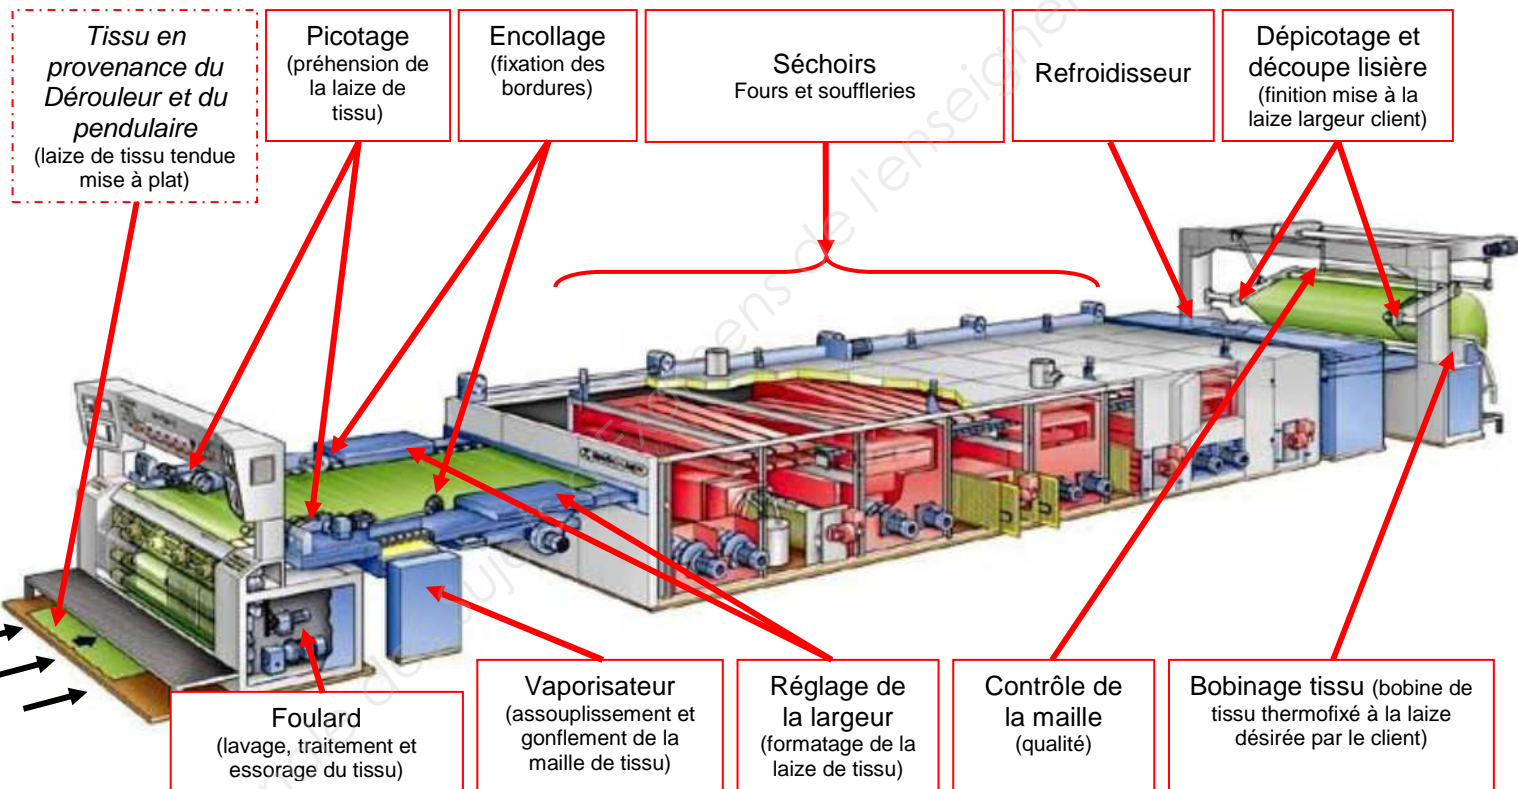 Tissu en
provenance du
Dérouleur et du
pendulaire
(laize de tissu tendue
mise à plat)
Picotage
(préhension de
la laize de
tissu)
Encollage
(fixation des
bordures)
Séchoirs
Fours et souffleries
Refroidisseur
Dépicotage et
découpe lisière
(finition mise à la
laize largeur client)
Foulard
(lavage, traitement et
essorage du tissu)
Vaporisateur
(assouplissement et
gonflement de la
maille de tissu)
Réglage de
la largeur
(formatage de la
laize de tissu)
Contrôle de
la maille
(qualité)
Bobinage tissu (bobine de
tissu thermofixé à la laize
désirée par le client)